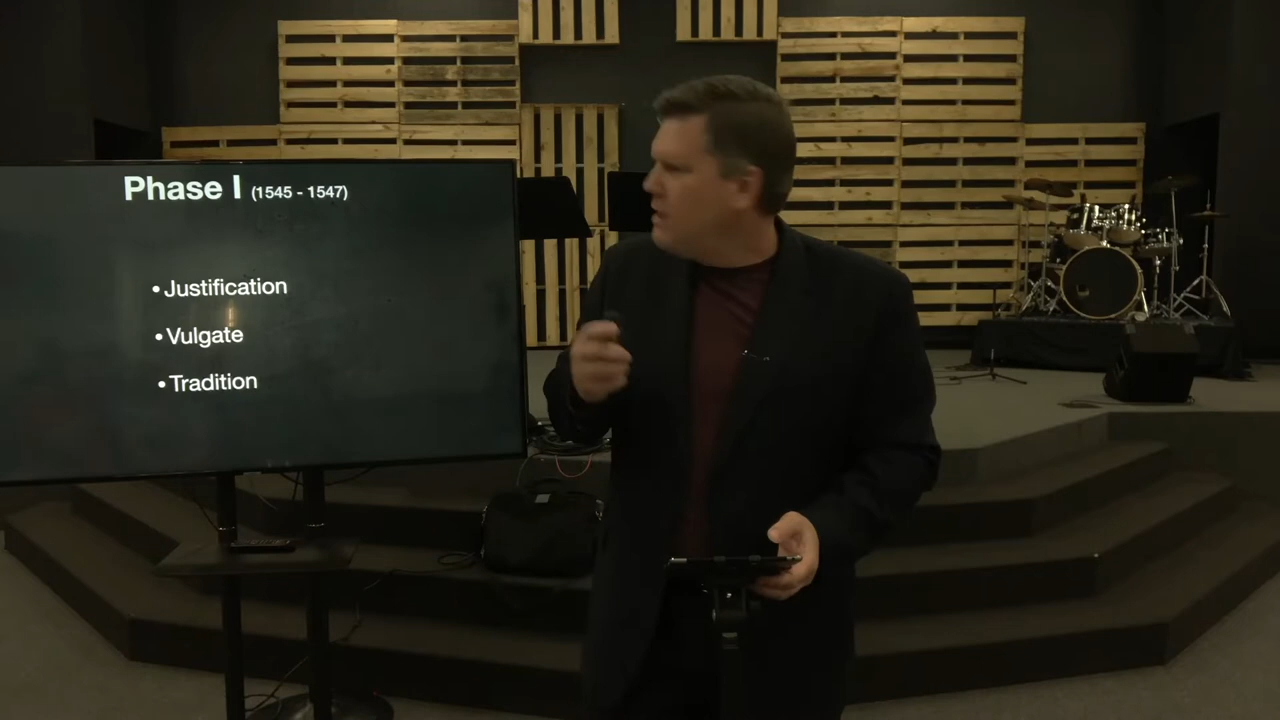 Phase I (1545 - 1547)
• Justification
• Vulgate
• Tradition